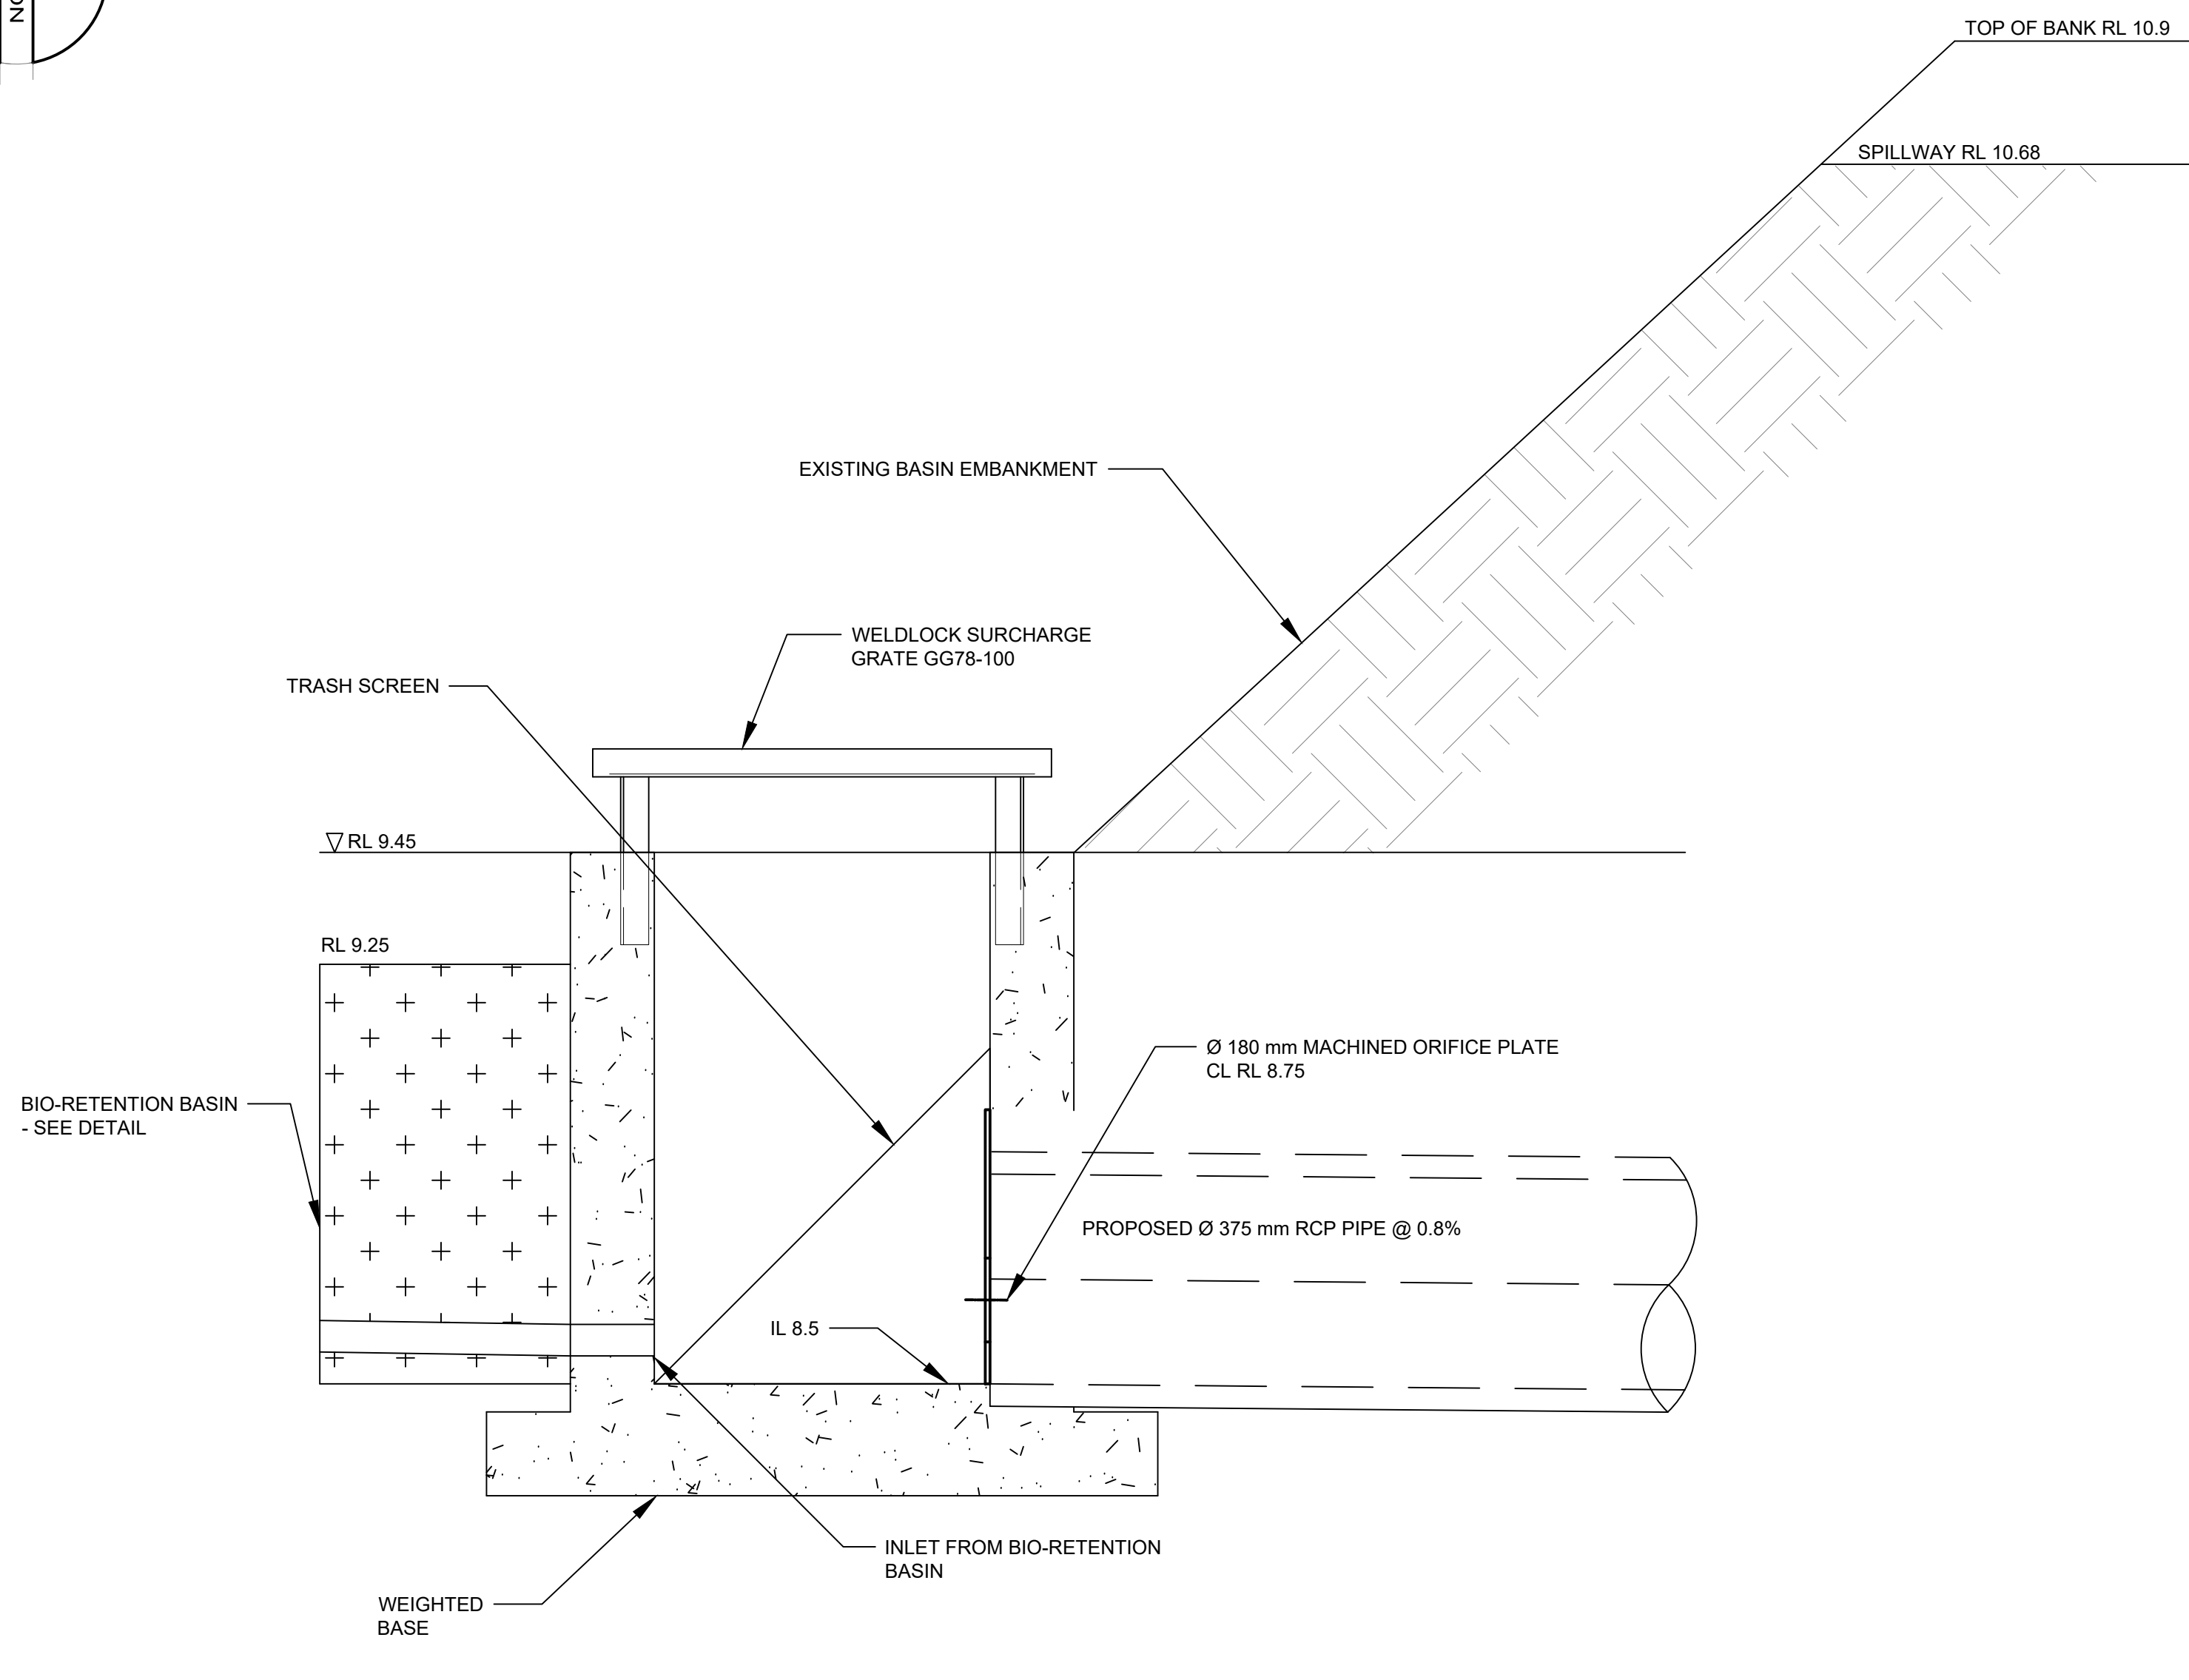 TOP OF BANK RL 10.9
SPILLWAY RL 10.68
EXISTING BASIN EMBANKMENT
WELDLOCK SURCHARGE
GRATE GG78-100
TRASH SCREEN
RL 9.45
RL 9.25
Ø 180 mm MACHINED ORIFICE PLATE
CL RL 8.75
BIO-RETENTION BASIN
- SEE DETAIL
PROPOSED Ø 375 mm RCP PIPE @ 0.8%
IL 8.5
INLET FROM BIO-RETENTION
BASIN
WEIGHTED
BASE